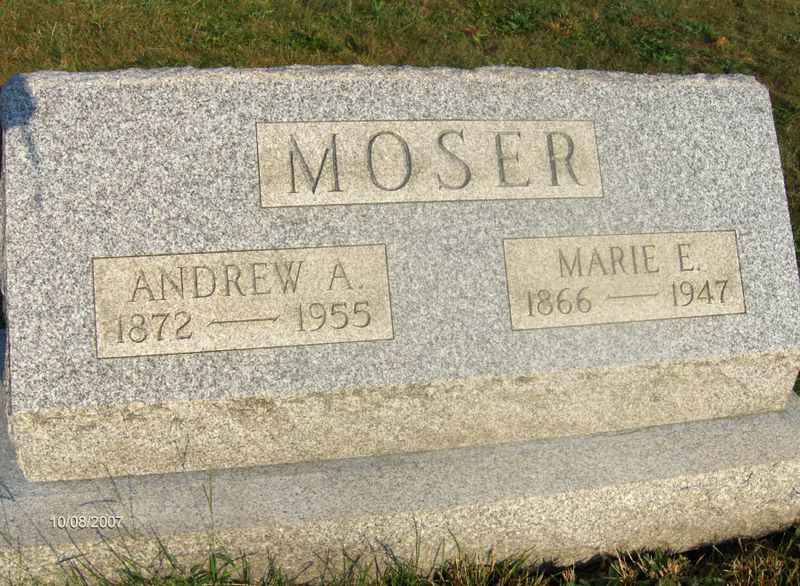 MOSER
ANDREW A.
1872 — 1955
MARIE E.
1866 — 1947
10/08/2007